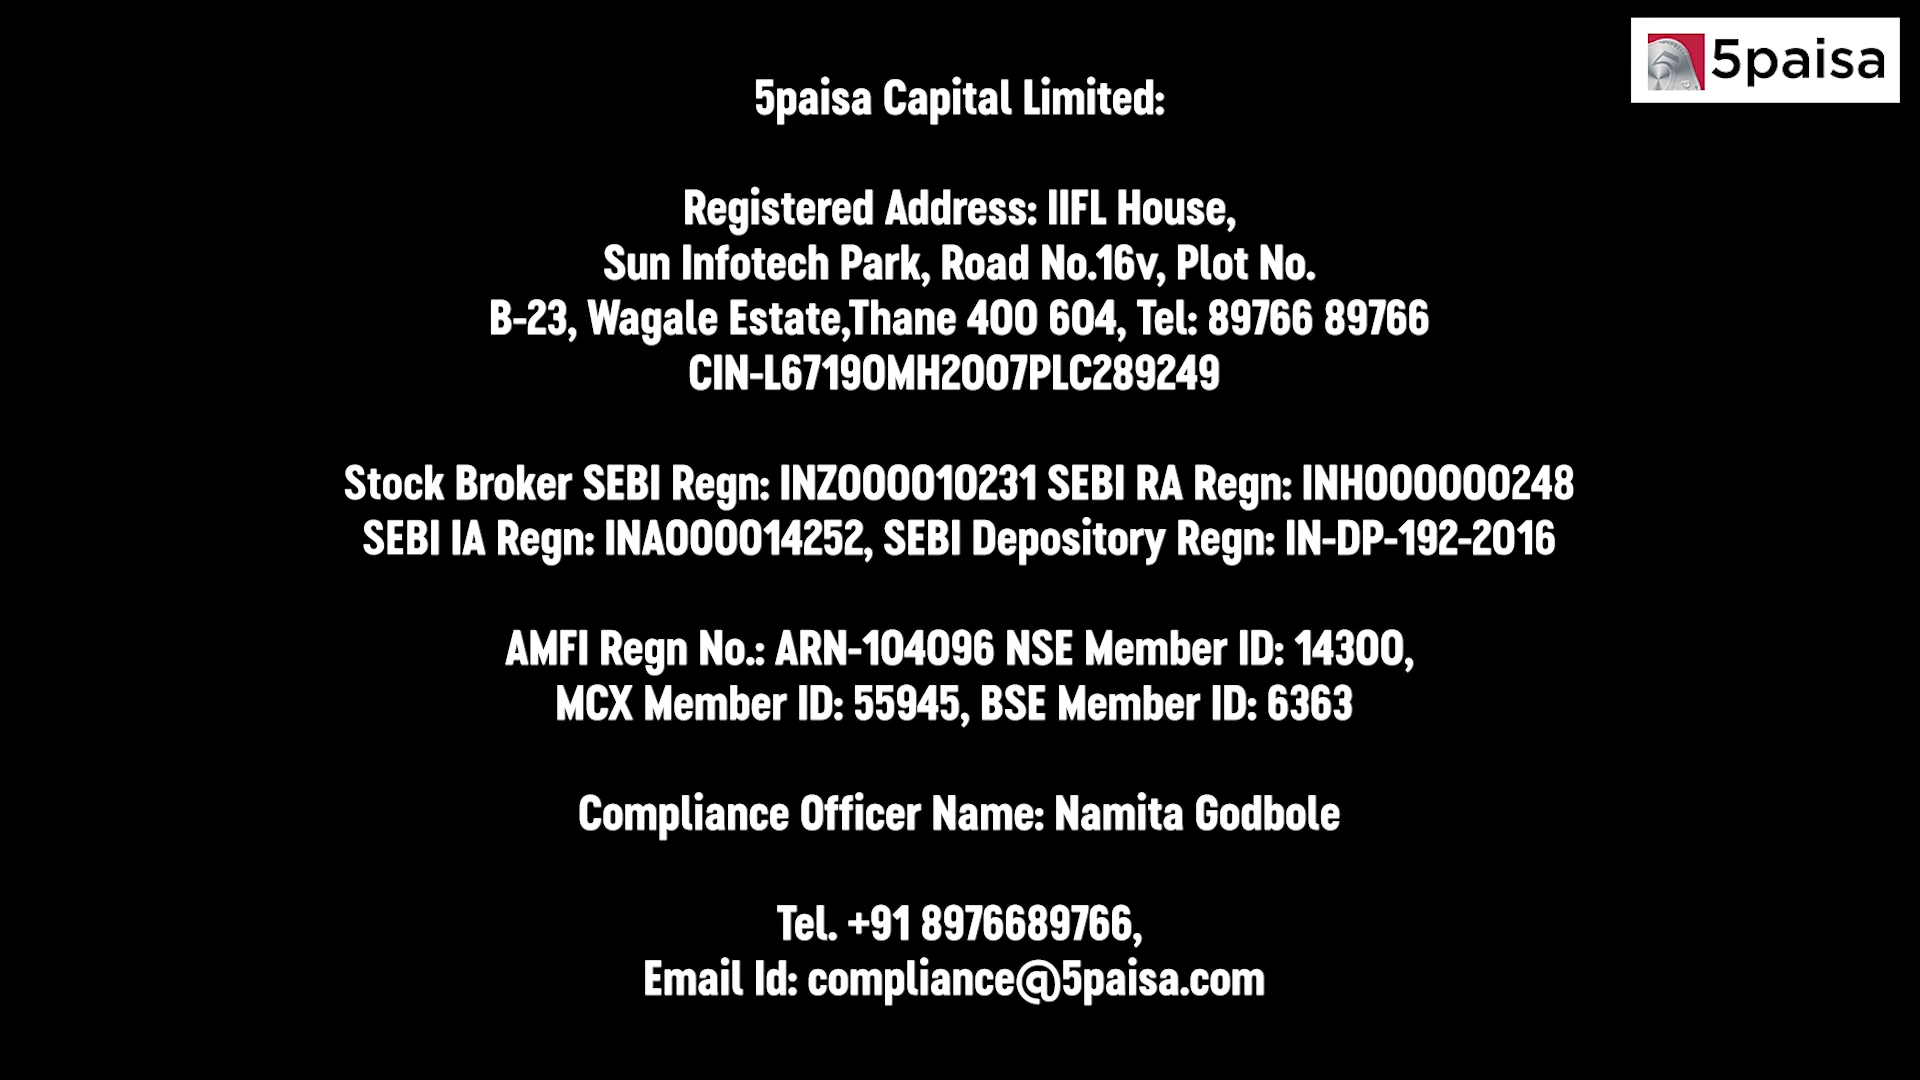 5paisa
5paisa Capital Limited:
Registered Address: IIFL House,
Sun Infotech Park, Road No.16v, Plot No.
B-23, Wagale Estate,Thane 400 604, Tel: 89766 89766
CIN-L67190MH2007PLC289249
Stock Broker SEBI Regn: INZ000010231 SEBI RA Regn: INH000000248
SEBI IA Regn: INA000014252, SEBI Depository Regn: IN-DP-192-2016
AMFI Regn No.: ARN-104096 NSE Member ID: 14300,
MCX Member ID: 55945, BSE Member ID: 6363
Compliance Officer Name: Namita Godbole
Tel. +91 8976689766,
Email Id: compliance@5paisa.com